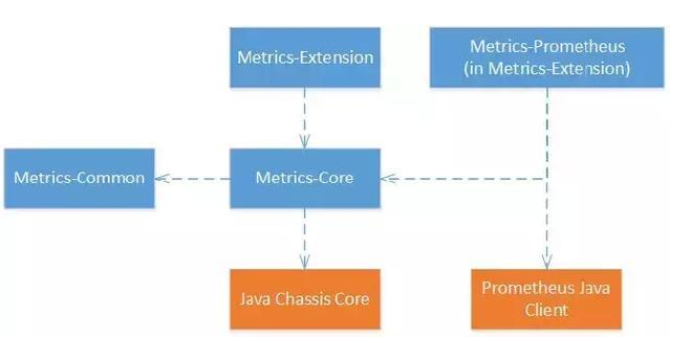 Metrics-Extension
Metrics-Prometheus
(in Metrics-Extension)
Metrics-Common
Metrics-Core
Java Chassis Core
Prometheus Java
Client